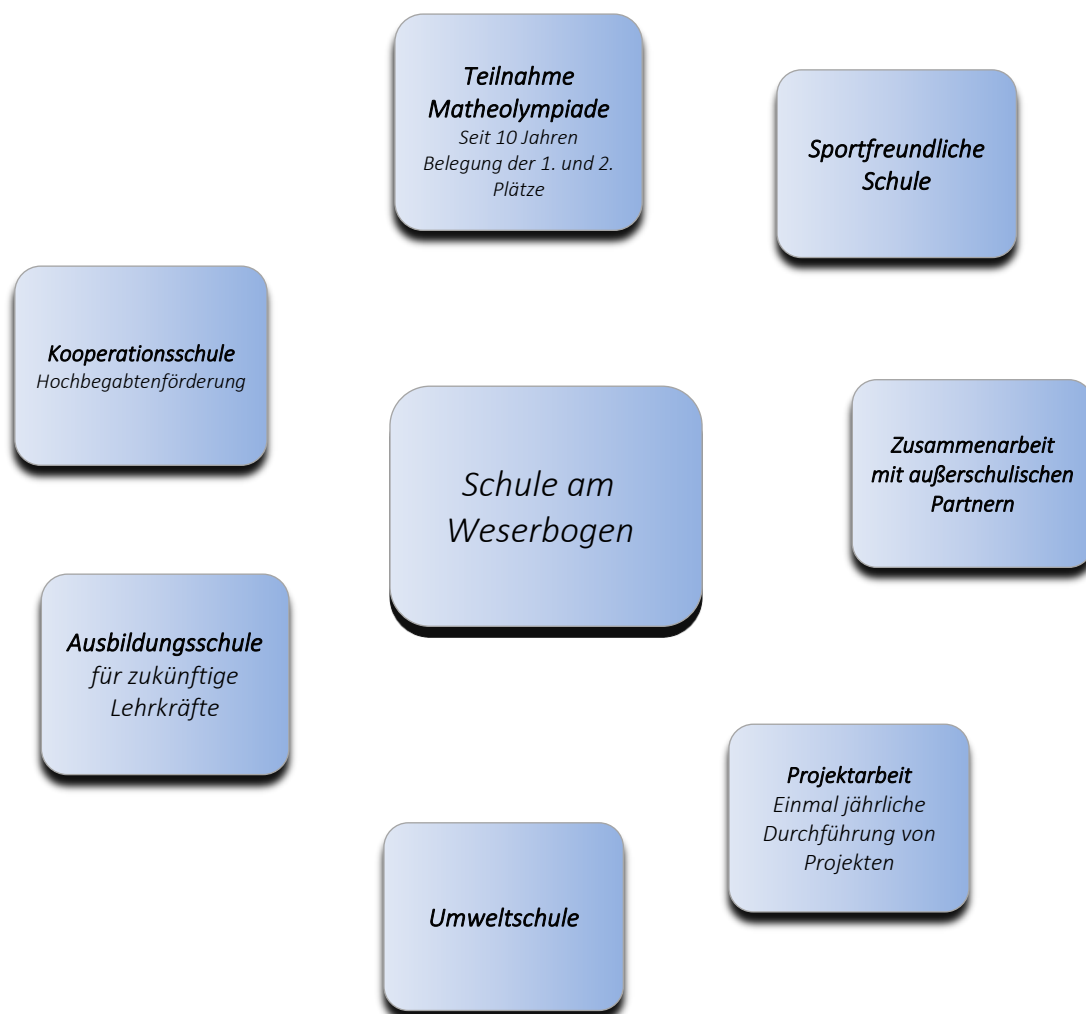 Teilnahme
Matheolympiade
Seit 10 Jahren
Belegung der 1. und 2.
Plätze
Sportfreundliche
Schule
Kooperationsschule
Hochbegabtenförderung
Schule am
Weserbogen
Zusammenarbeit
mit außerschulischen
Partnern
Ausbildungsschule
für zukünftige
Lehrkräfte
Projektarbeit
Einmal jährliche
Durchführung von
Projekten
Umweltschule